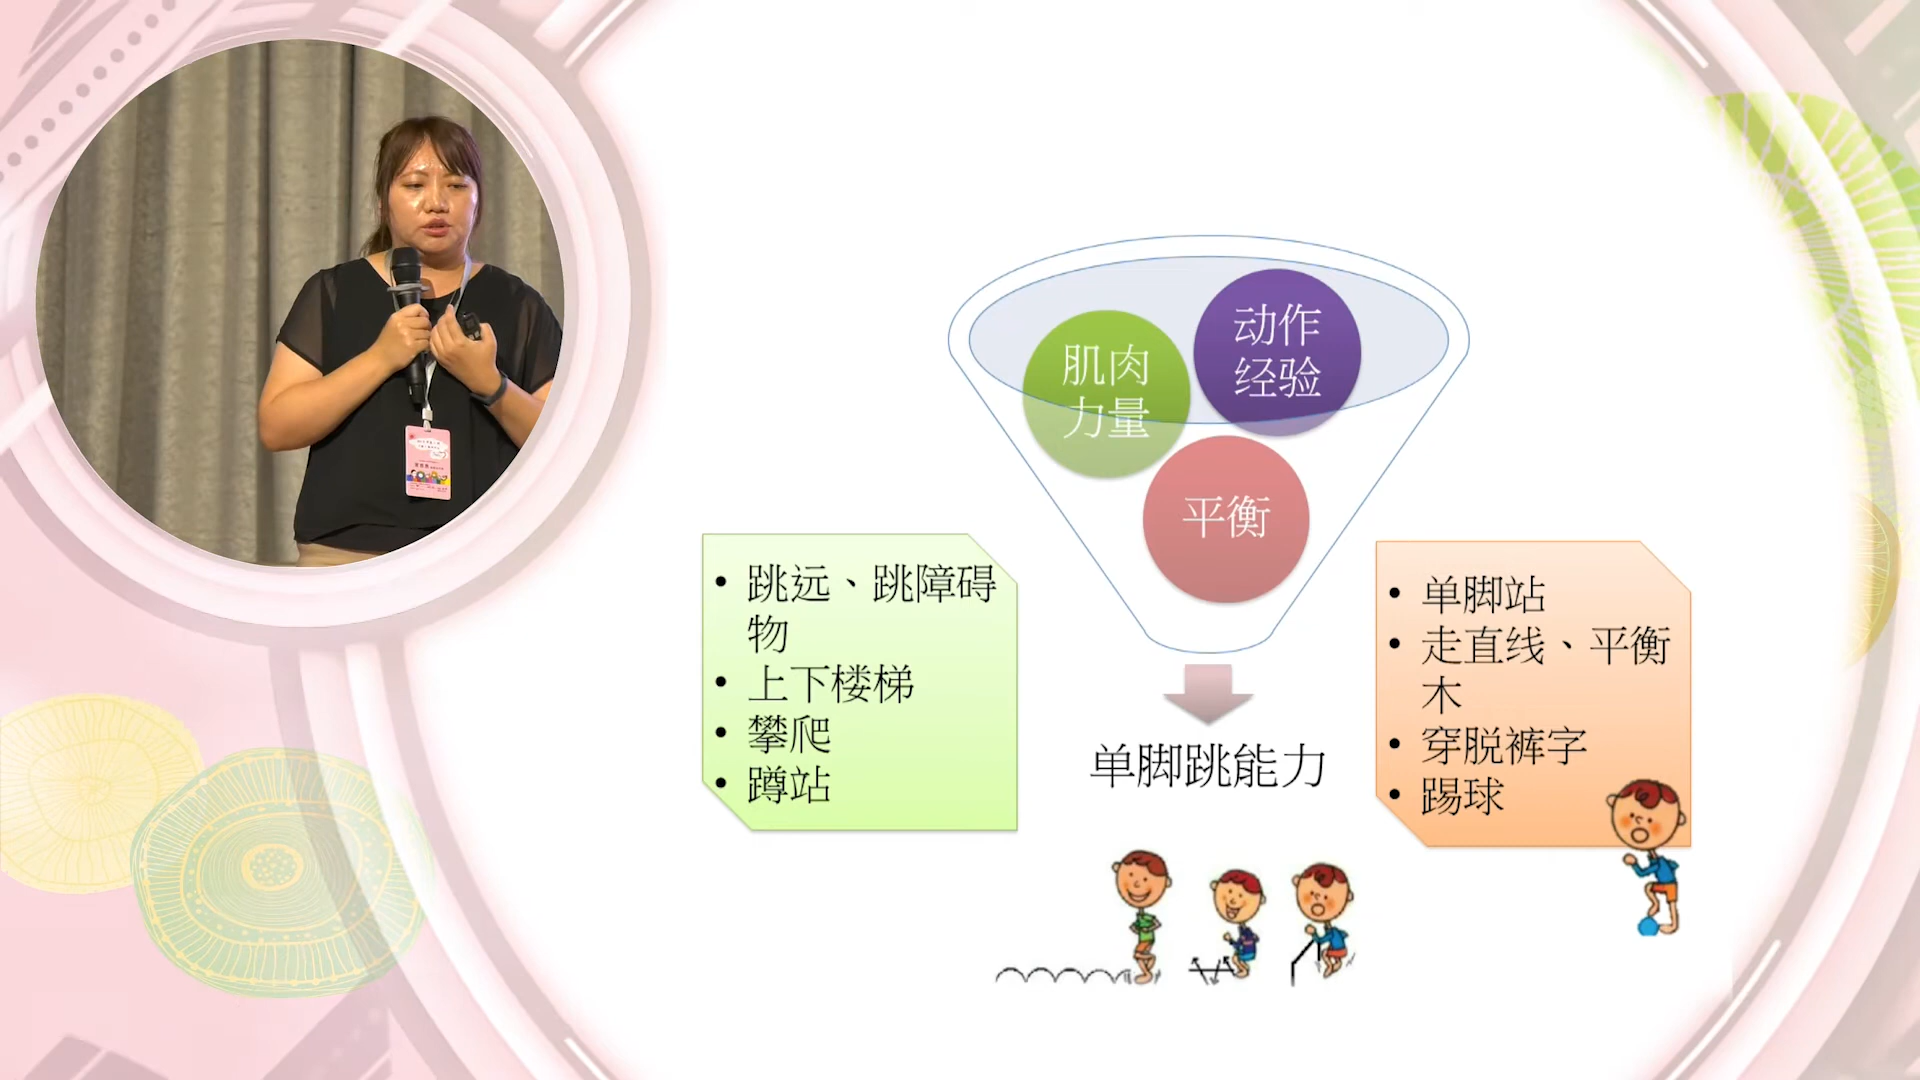 动作
经验
肌肉
力量
平衡
• 跳远、跳障碍
物
• 上下楼梯
• 攀爬
• 蹲站
单脚跳能力
• 单脚站
• 走直线、平衡
木
• 穿脱裤字
• 踢球